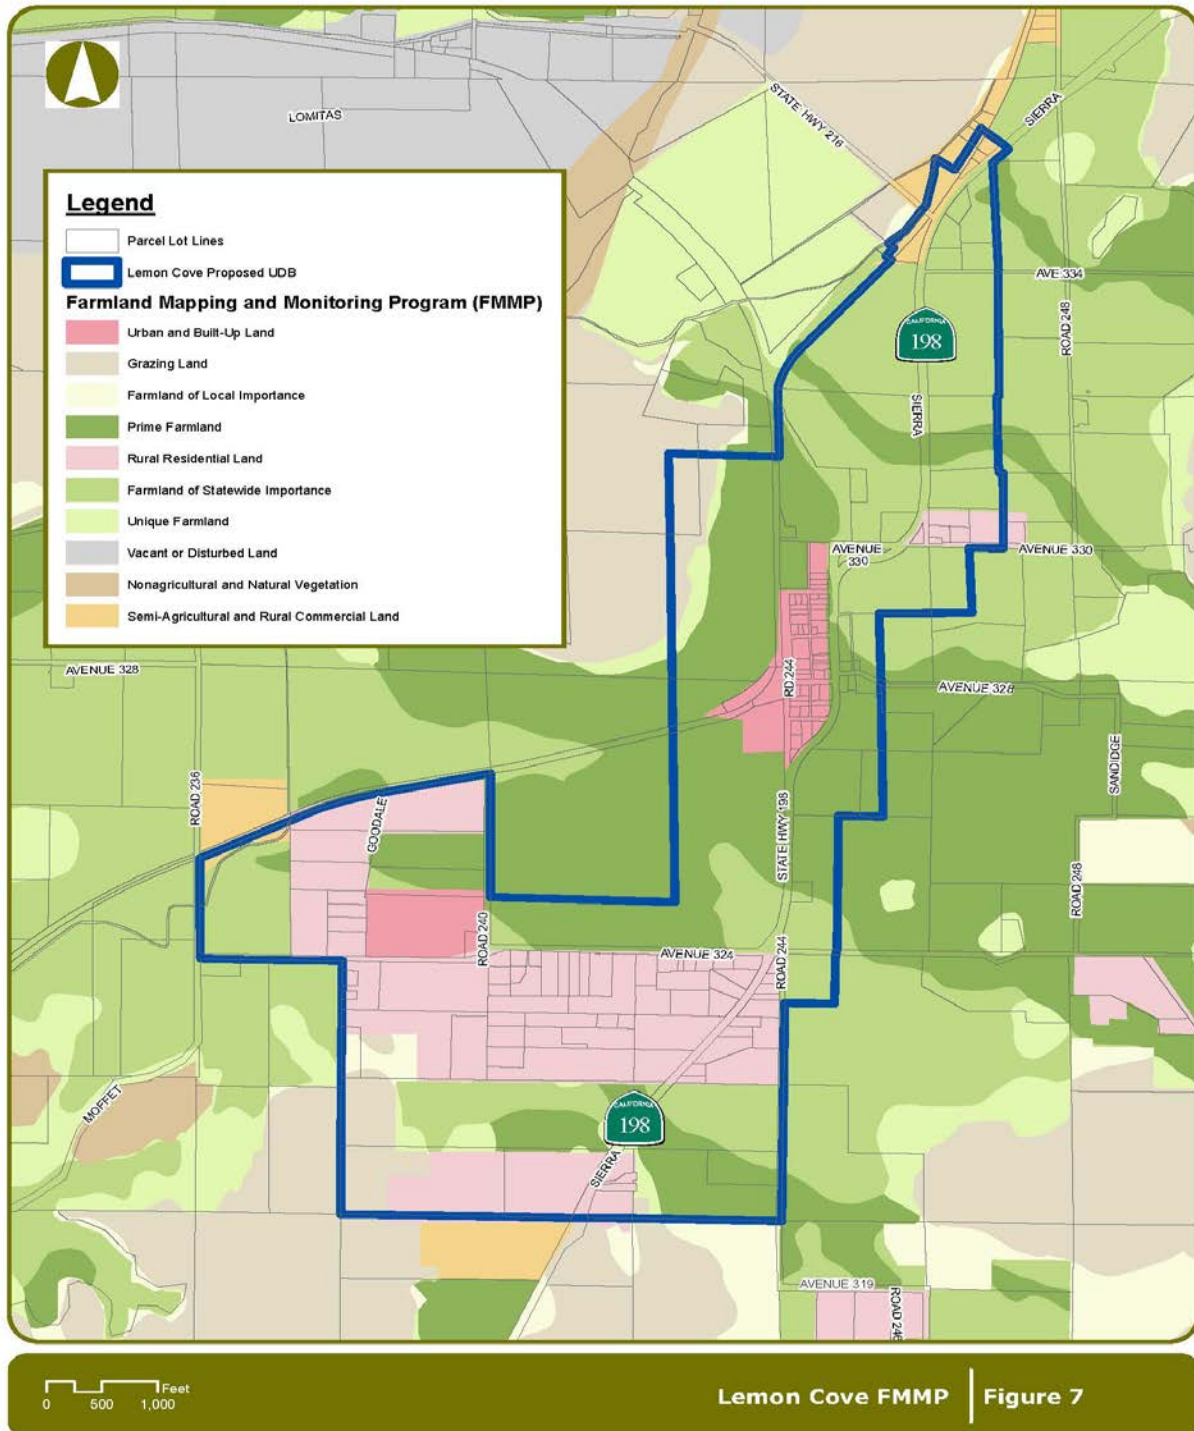 LOMITAS
STATE HWY 216
SIERRA
Legend
Parcel Lot Lines
Lemon Cove Proposed UDB
Farmland Mapping and Monitoring Program (FMMP)
Urban and Built-Up Land
Grazing Land
Farmland of Local Importance
Prime Farmland
Rural Residential Land
Farmland of Statewide Importance
Unique Farmland
Vacant or Disturbed Land
Nonagricultural and Natural Vegetation
Semi-Agricultural and Rural Commercial Land
AVE 334
ROAD 248
CALIFORNIA
198
SIERRA
AVENUE
330
AVENUE 330
AVENUE 328
RD 244
AVENUE 328
SANDIDGE
ROAD 236
GOODALE
STATE HWY 198
ROAD 248
ROAD 240
AVENUE 324
ROAD 244
MOFFET
CALIFORNIA
198
SIERRA
AVENUE 319
ROAD 246
Feet
0 500 1,000
Lemon Cove FMMP
Figure 7